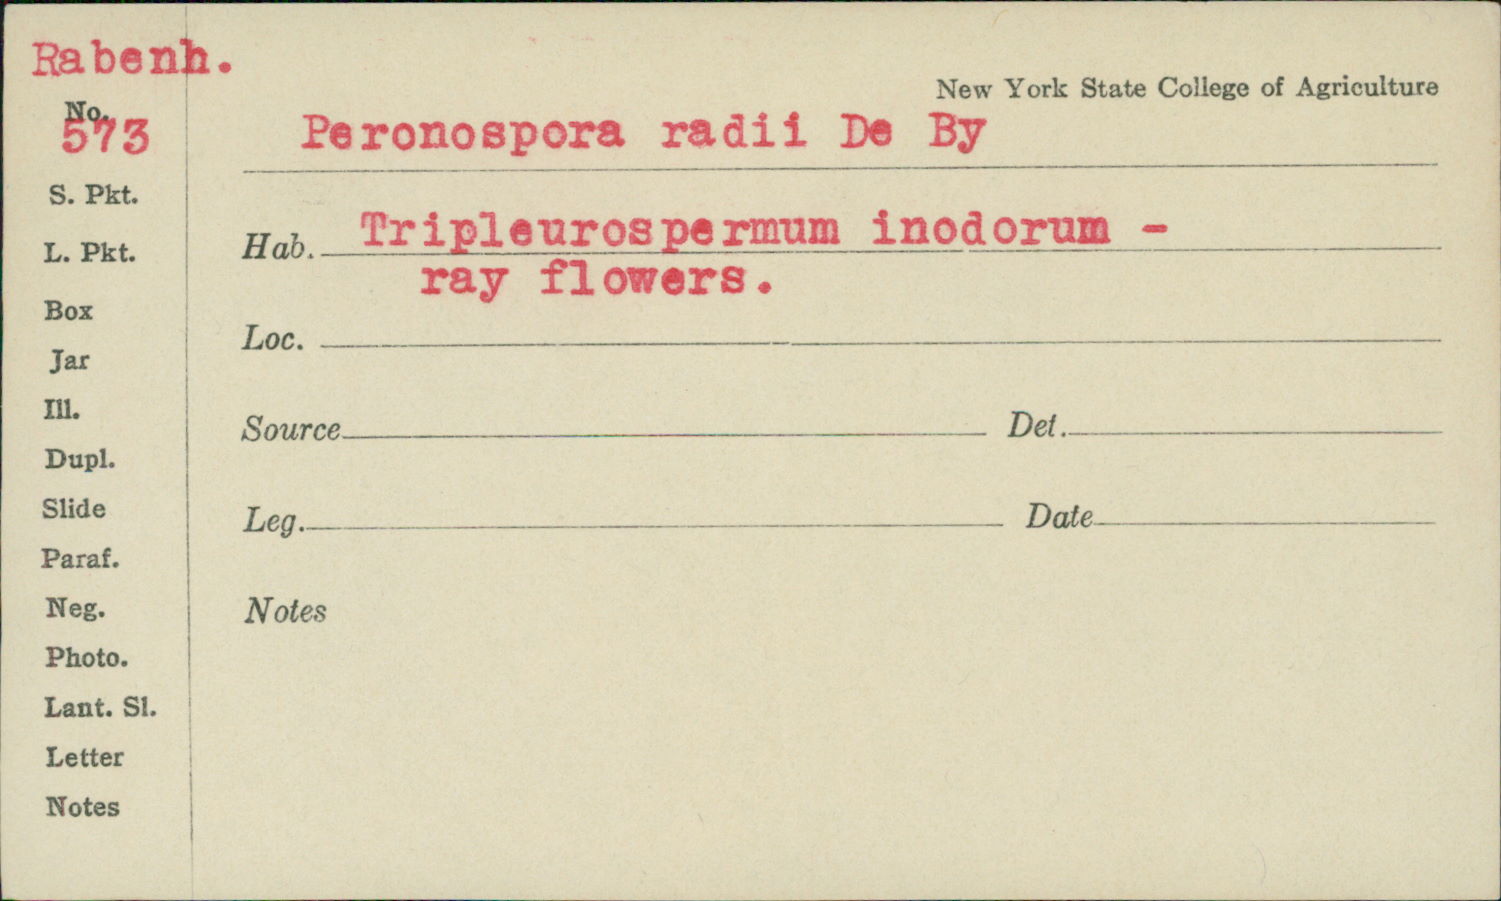 Rabenh.
New York State College of Agriculture
No.
573
Peronospora radii De By
S. Pkt.
Hab. Tripleurospermum inodorum -
ray flowers.
L. Pkt.
Box
Loc.
Jar
Ill.
Source
Det.
Dupl.
Slide
Leg.
Date
Paraf.
Neg.
Notes
Photo.
Lant. Sl.
Letter
Notes